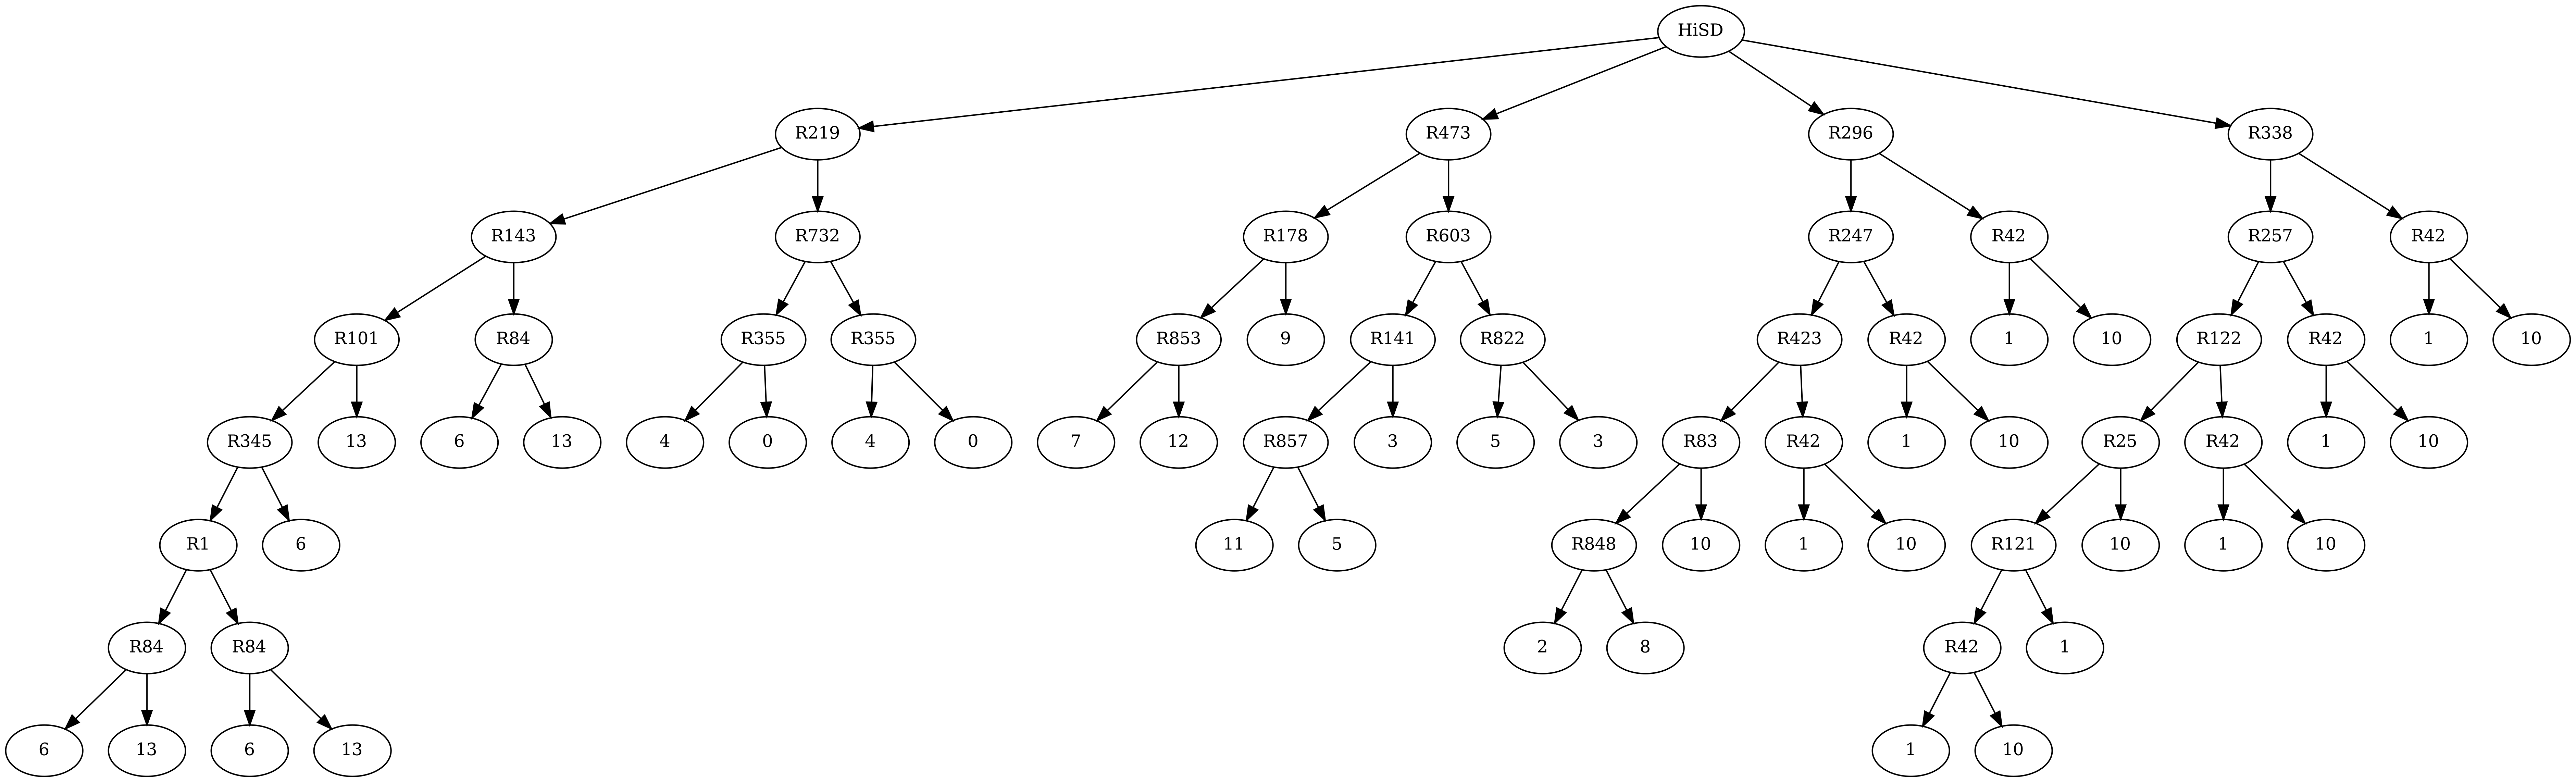 HiSD
R219 R473 R296 R338
R143 R732 R178 R603 R247 R42 R257 R42
R101 R84 R355 R355 R853 9 R141 R822 R423 R42 1 10 R122 R42 1 10
R345 13 6 13 4 0 4 0 7 12 R857 3 5 3 R83 R42 1 10 R25 R42 1 10
R1 6 11 5 R848 10 1 10 R121 10 1 10
R84 R84 2 8 R42 1
6 13 6 13 1 10